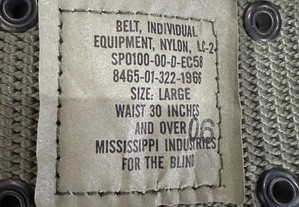 BELT, INDIVIDUAL
EQUIPMENT, NYLON, LC-2
SPO100-00-D-EC58
8465-01-322-1966
SIZE: LARGE
WAIST 30 INCHES
AND OVER 06
MISSISSIPPI INDUSTRIES
FOR THE BLIND